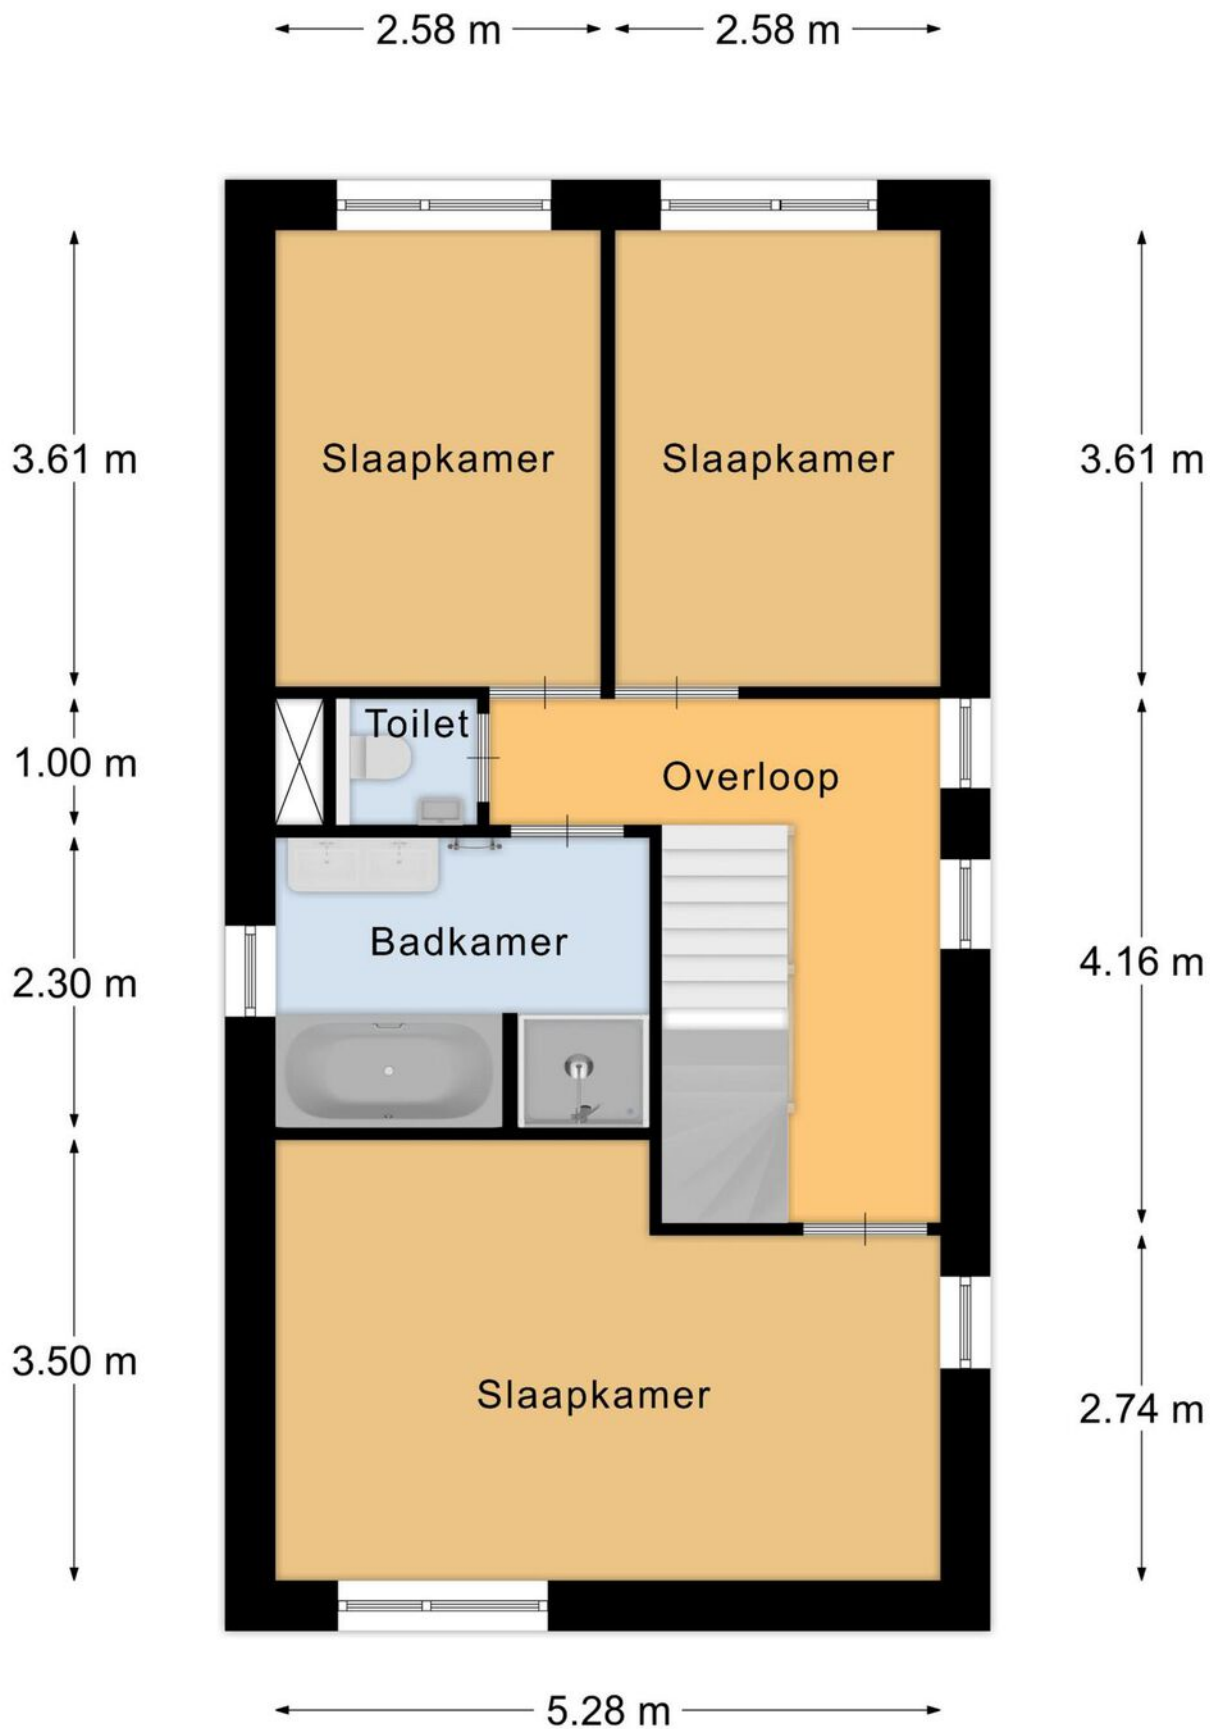 2.58 m
2.58 m
3.61 m
Slaapkamer
Slaapkamer
3.61 m
Toilet
1.00 m
Overloop
Badkamer
2.30 m
4.16 m
3.50 m
Slaapkamer
2.74 m
5.28 m